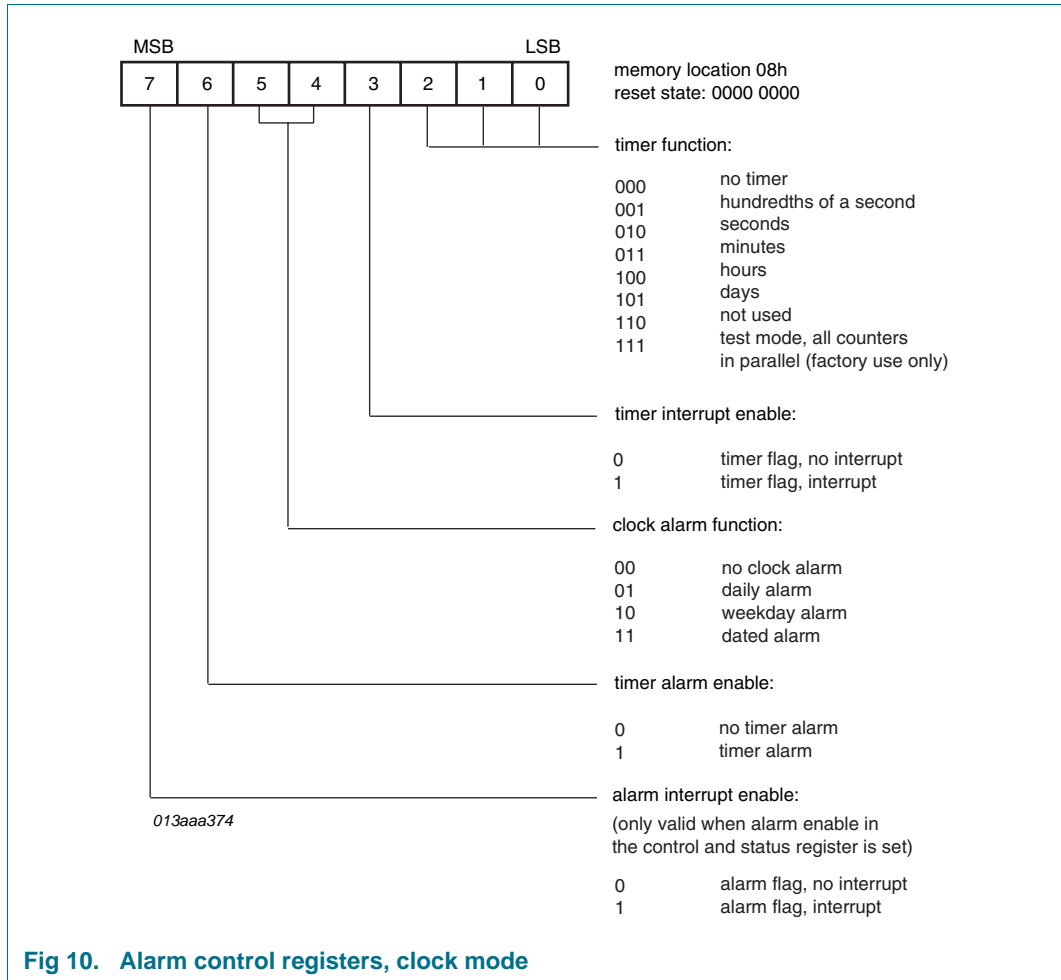 MSB LSB
7 6 5 4 3 2 1 0
memory location 08h
reset state: 0000 0000
timer function:
000 no timer
001 hundredths of a second
010 seconds
011 minutes
100 hours
101 days
110 not used
111 test mode, all counters
in parallel (factory use only)
timer interrupt enable:
0 timer flag, no interrupt
1 timer flag, interrupt
clock alarm function:
00 no clock alarm
01 daily alarm
10 weekday alarm
11 dated alarm
timer alarm enable:
0 no timer alarm
1 timer alarm
alarm interrupt enable:
(only valid when alarm enable in
the control and status register is set)
0 alarm flag, no interrupt
1 alarm flag, interrupt
013aaa374
Fig 10. Alarm control registers, clock mode